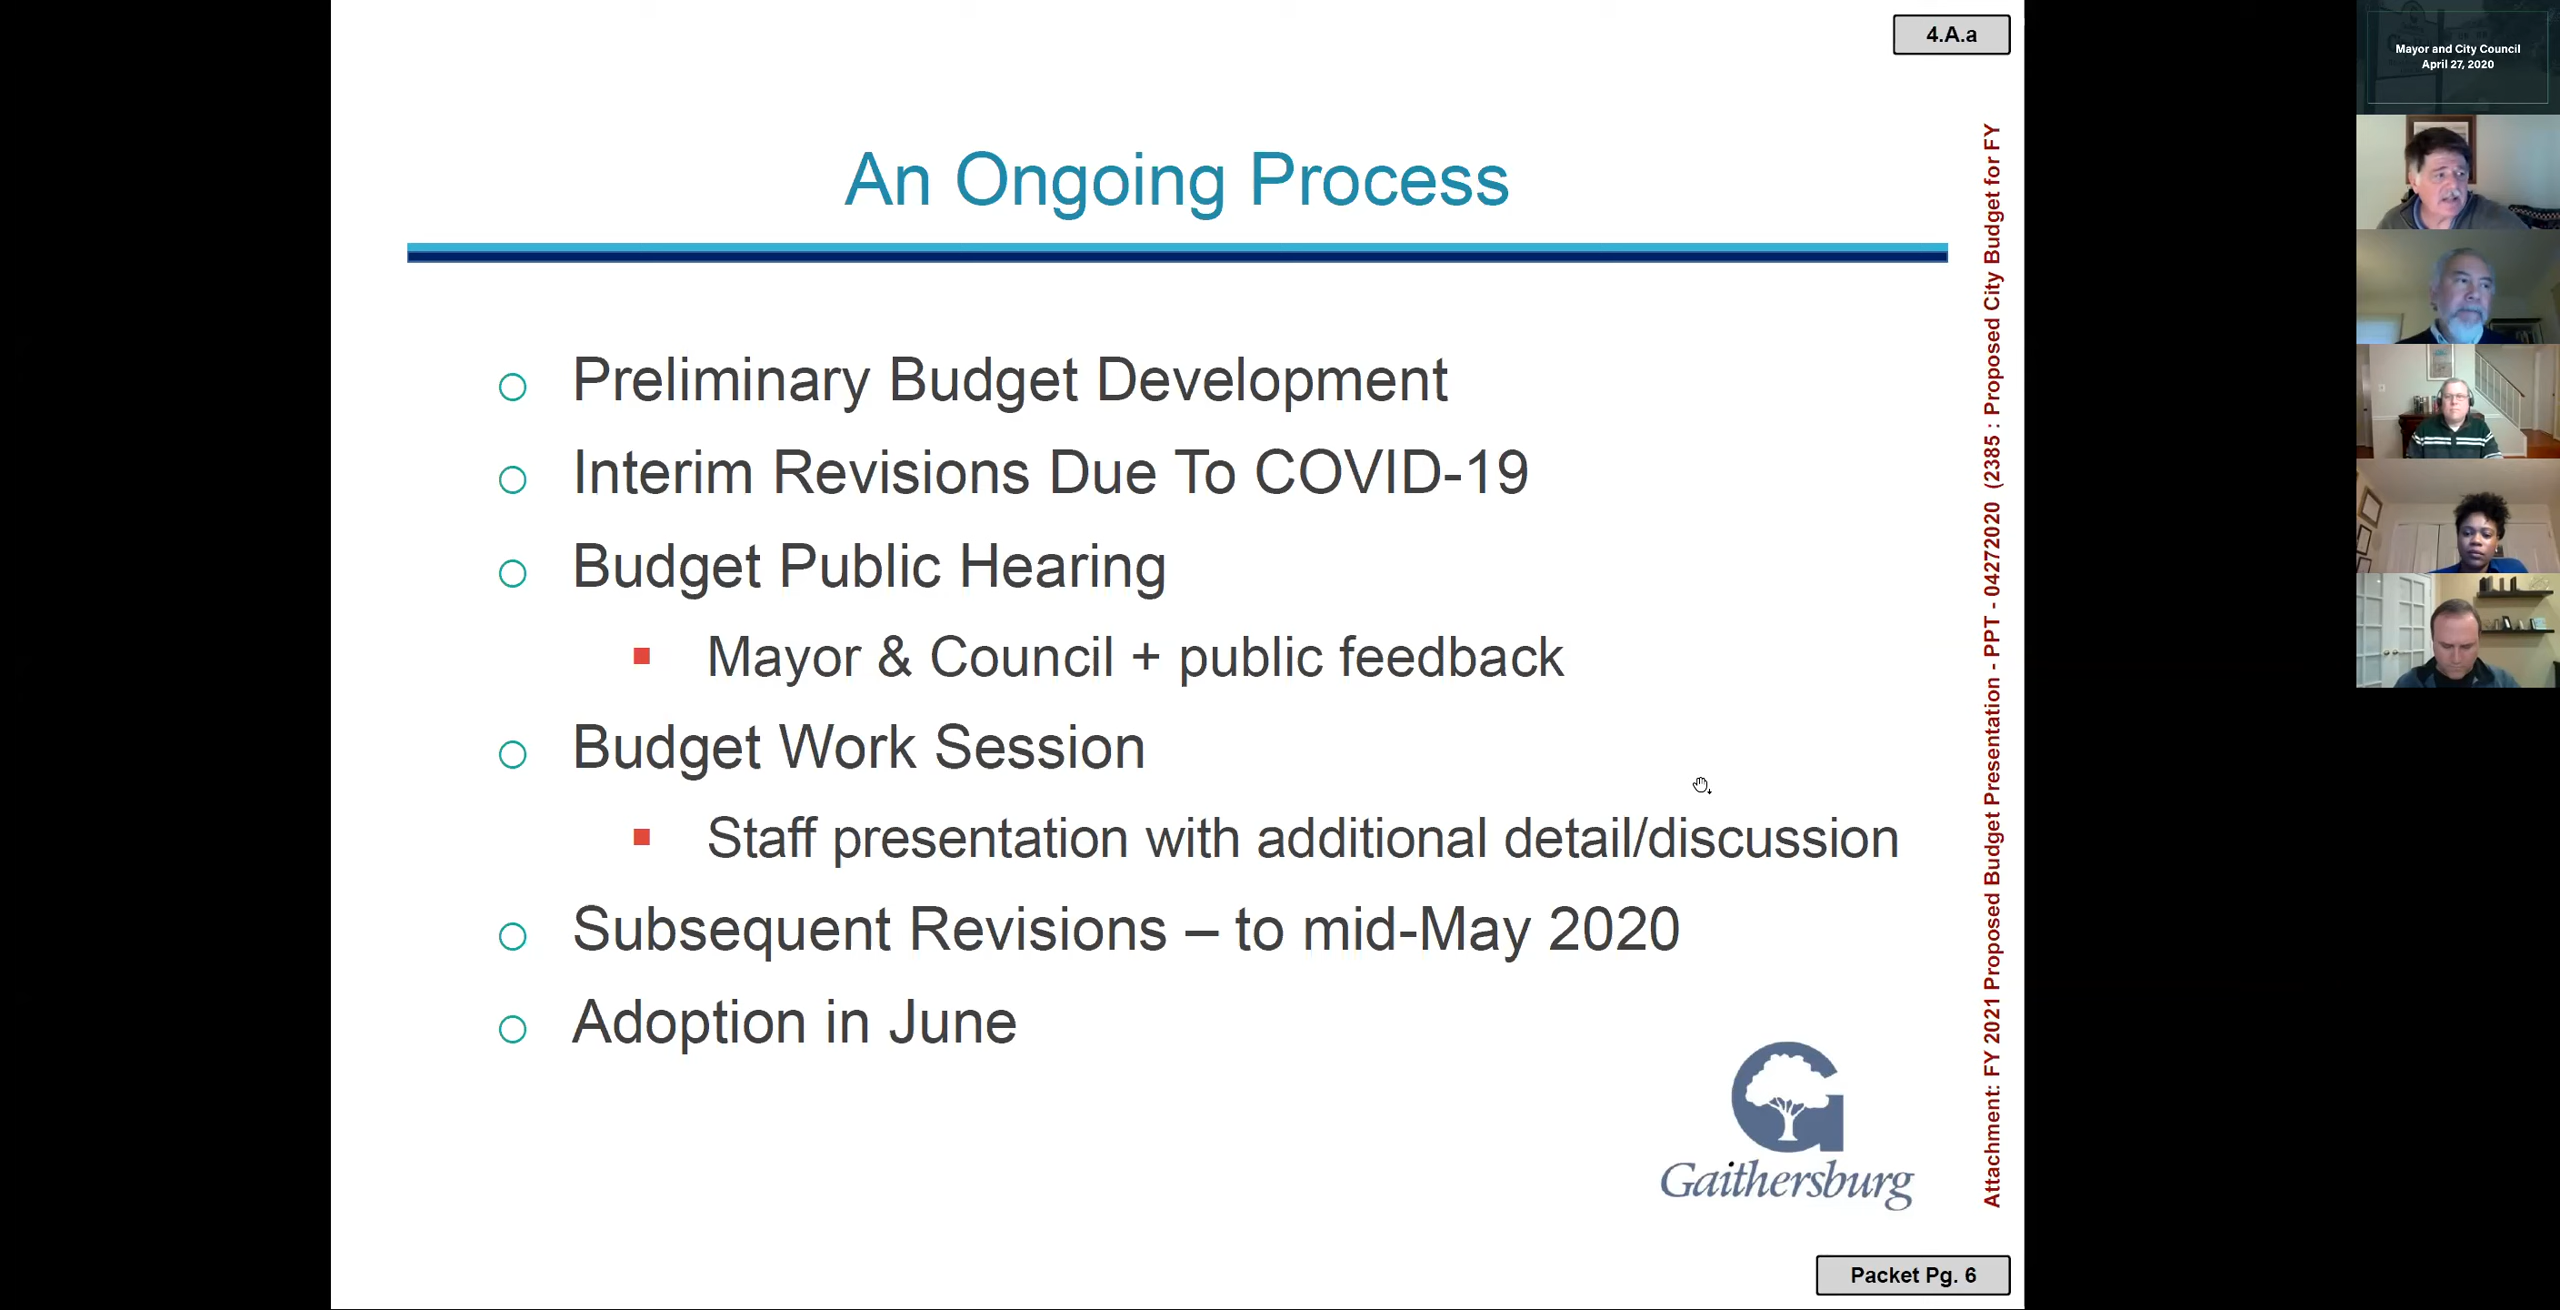 4.A.a
An Ongoing Process
Preliminary Budget Development
Interim Revisions Due To COVID-19
Budget Public Hearing
Mayor & Council + public feedback
Budget Work Session
Staff presentation with additional detail/discussion
Subsequent Revisions – to mid-May 2020
Adoption in June
Gaithersburg
Packet Pg. 6
Attachment: FY 2021 Proposed Budget Presentation - PPT - 04272020 (2385 : Proposed City Budget for FY
Mayor and City Council
April 27, 2020